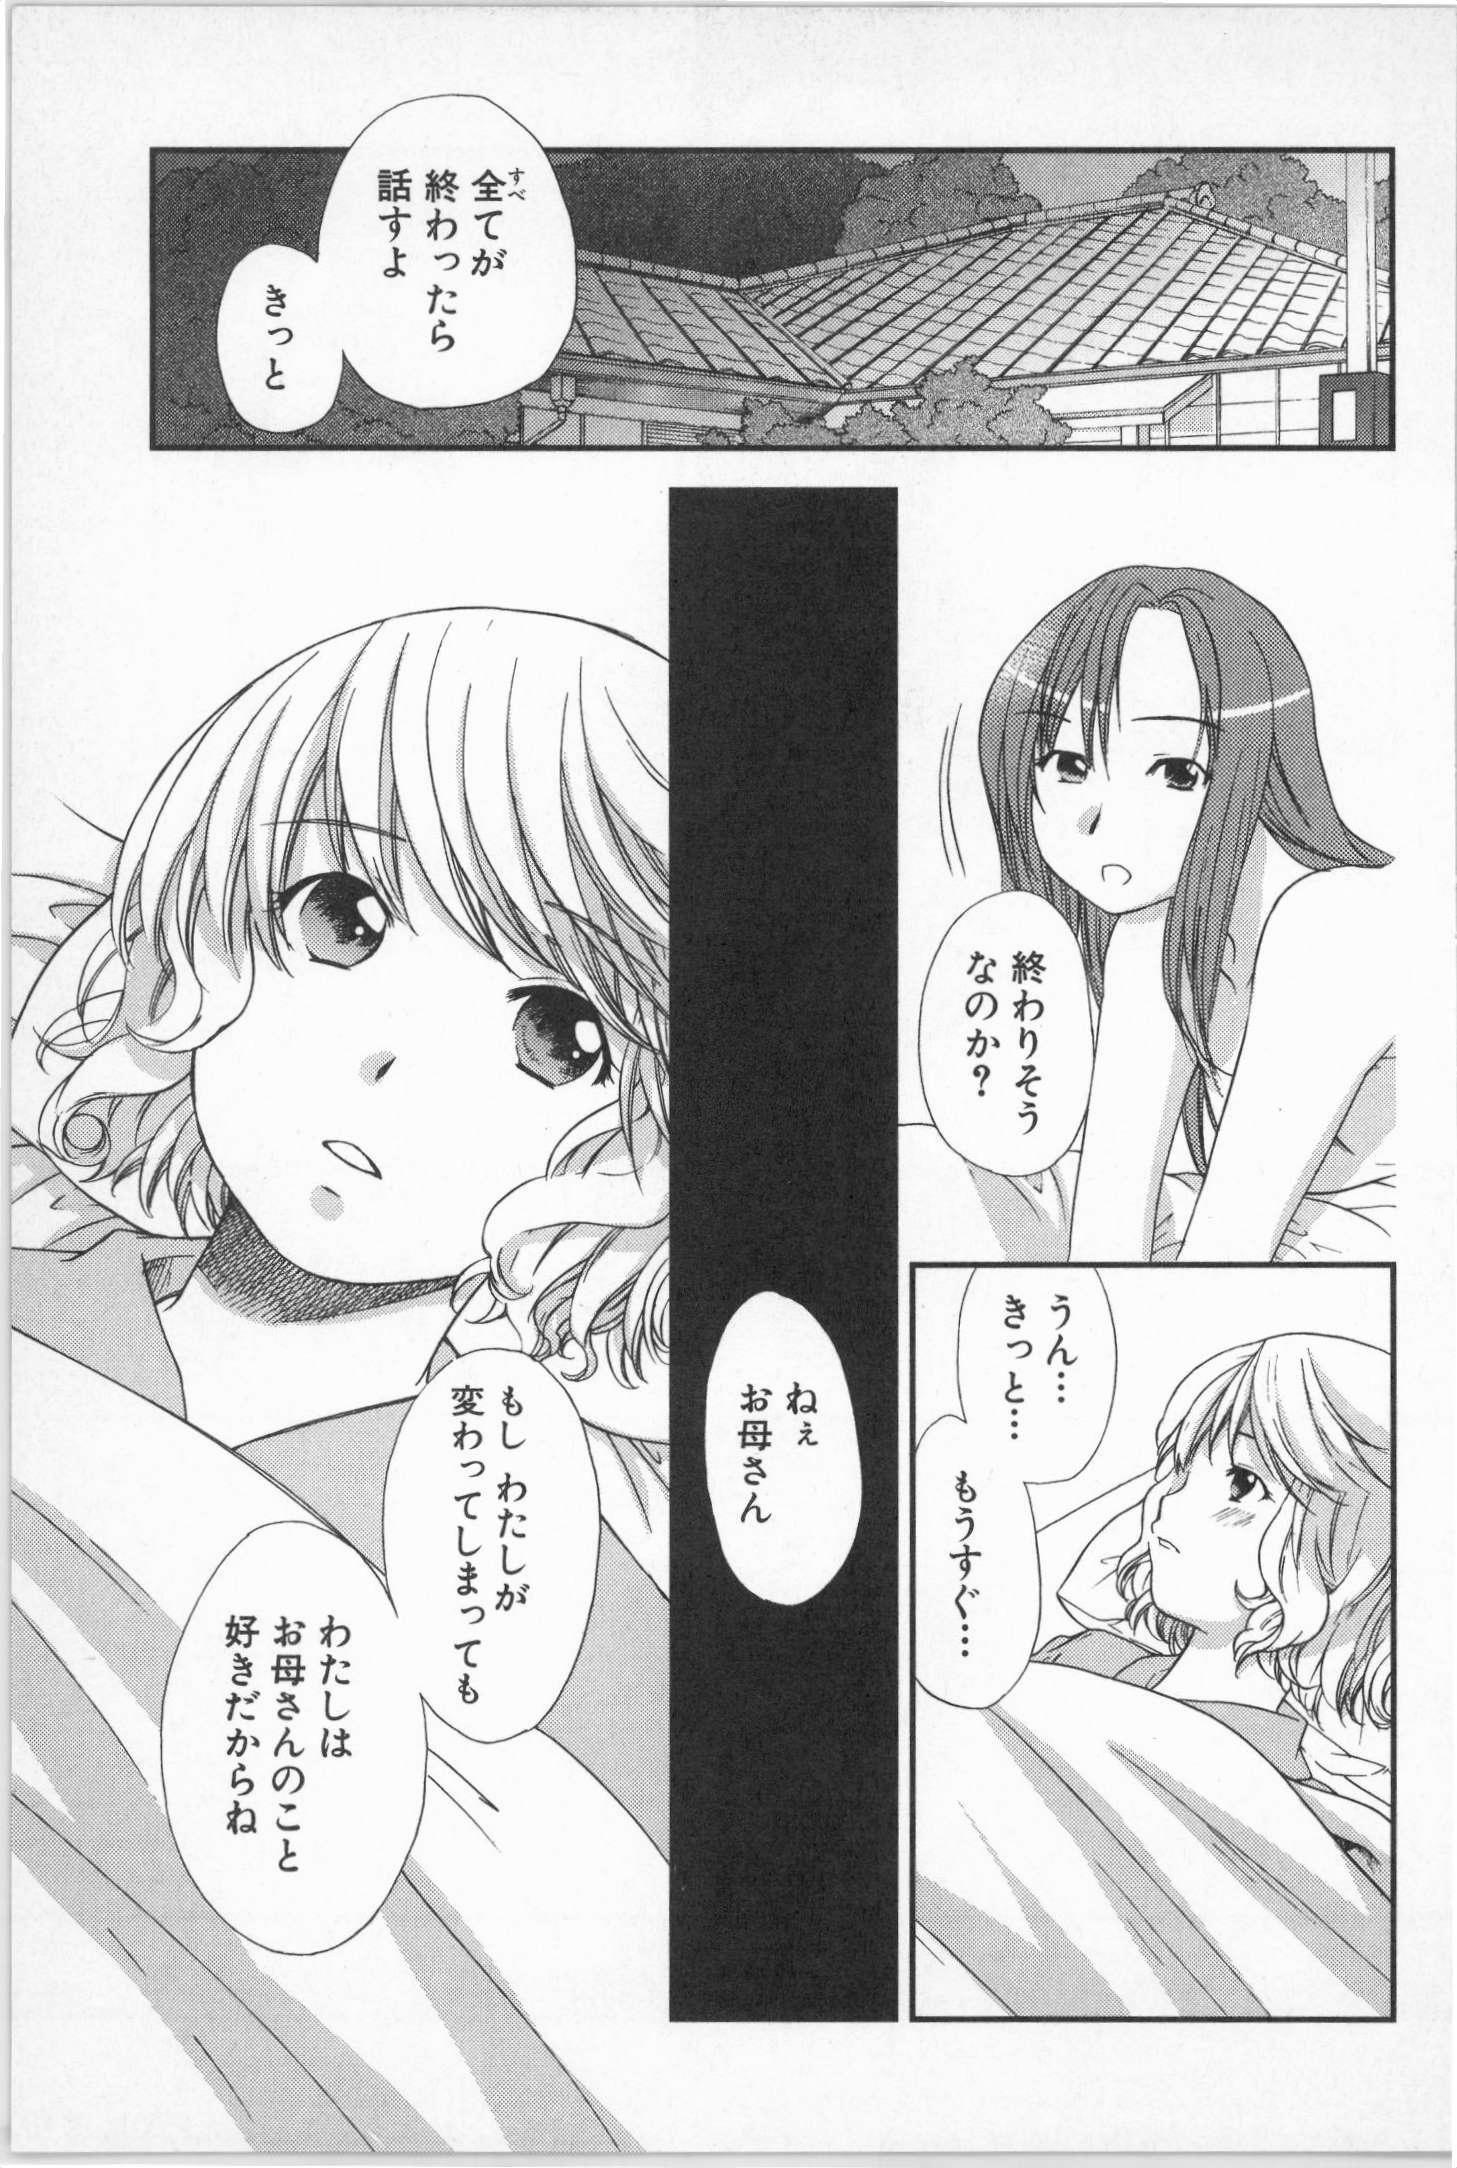 全てが
すべ
終わったら
話すよ
きっと
終わりそう
なのか？
うん…
きっと…
もうすぐ…
ねぇ
お母さん
もし わたしが
変わってしまっても
わたしは
お母さんのこと
好きだからね